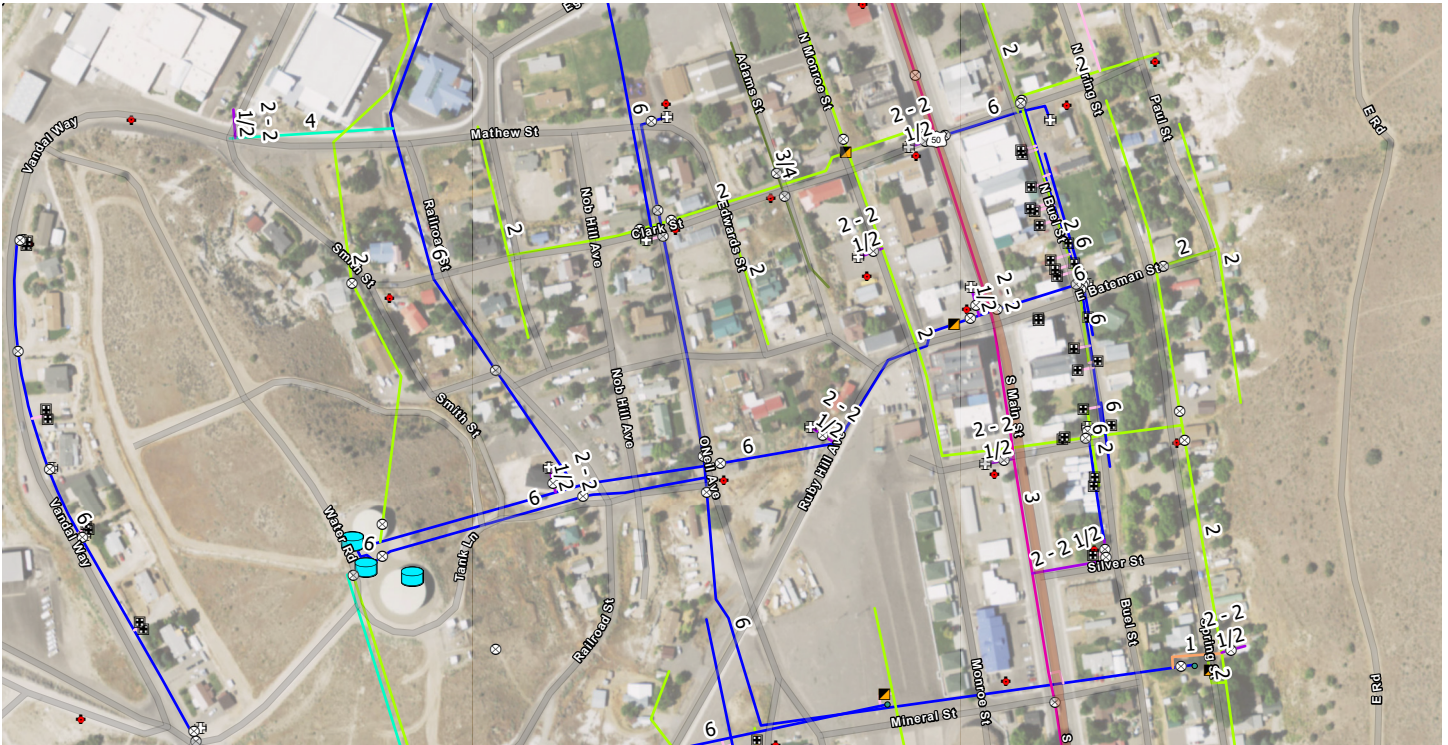 N Monroe St
N Spring St
Adams St
Paul St
E Rd
Vandal Way
Mathew St
2 - 2
1/2
4
6
2 - 2
1/2
50
6
2
2
3/4
2
2
Nob Hill Ave
Railroad St
Smith St
2
6
2
Clark St
Edwards St
2
2 - 2
1/2
N Buel St
2
6
6
Bateman St
2
2
2 - 2
1/2
2
6
Smith St
Nob Hill Ave
S Main St
2 - 2
1/2
Ruby Hill Ave
2 - 2
1/2
6
6
2
6
ONeil Ave
2 - 2
1/2
6
Vandal Way
6
Water Rd
6
Tank Ln
3
2
2 - 2 1/2
Silver St
Buel St
Railroad St
6
Monroe St
Spring
2 - 2
1/2
1
2
E Rd
Mineral St
6
S